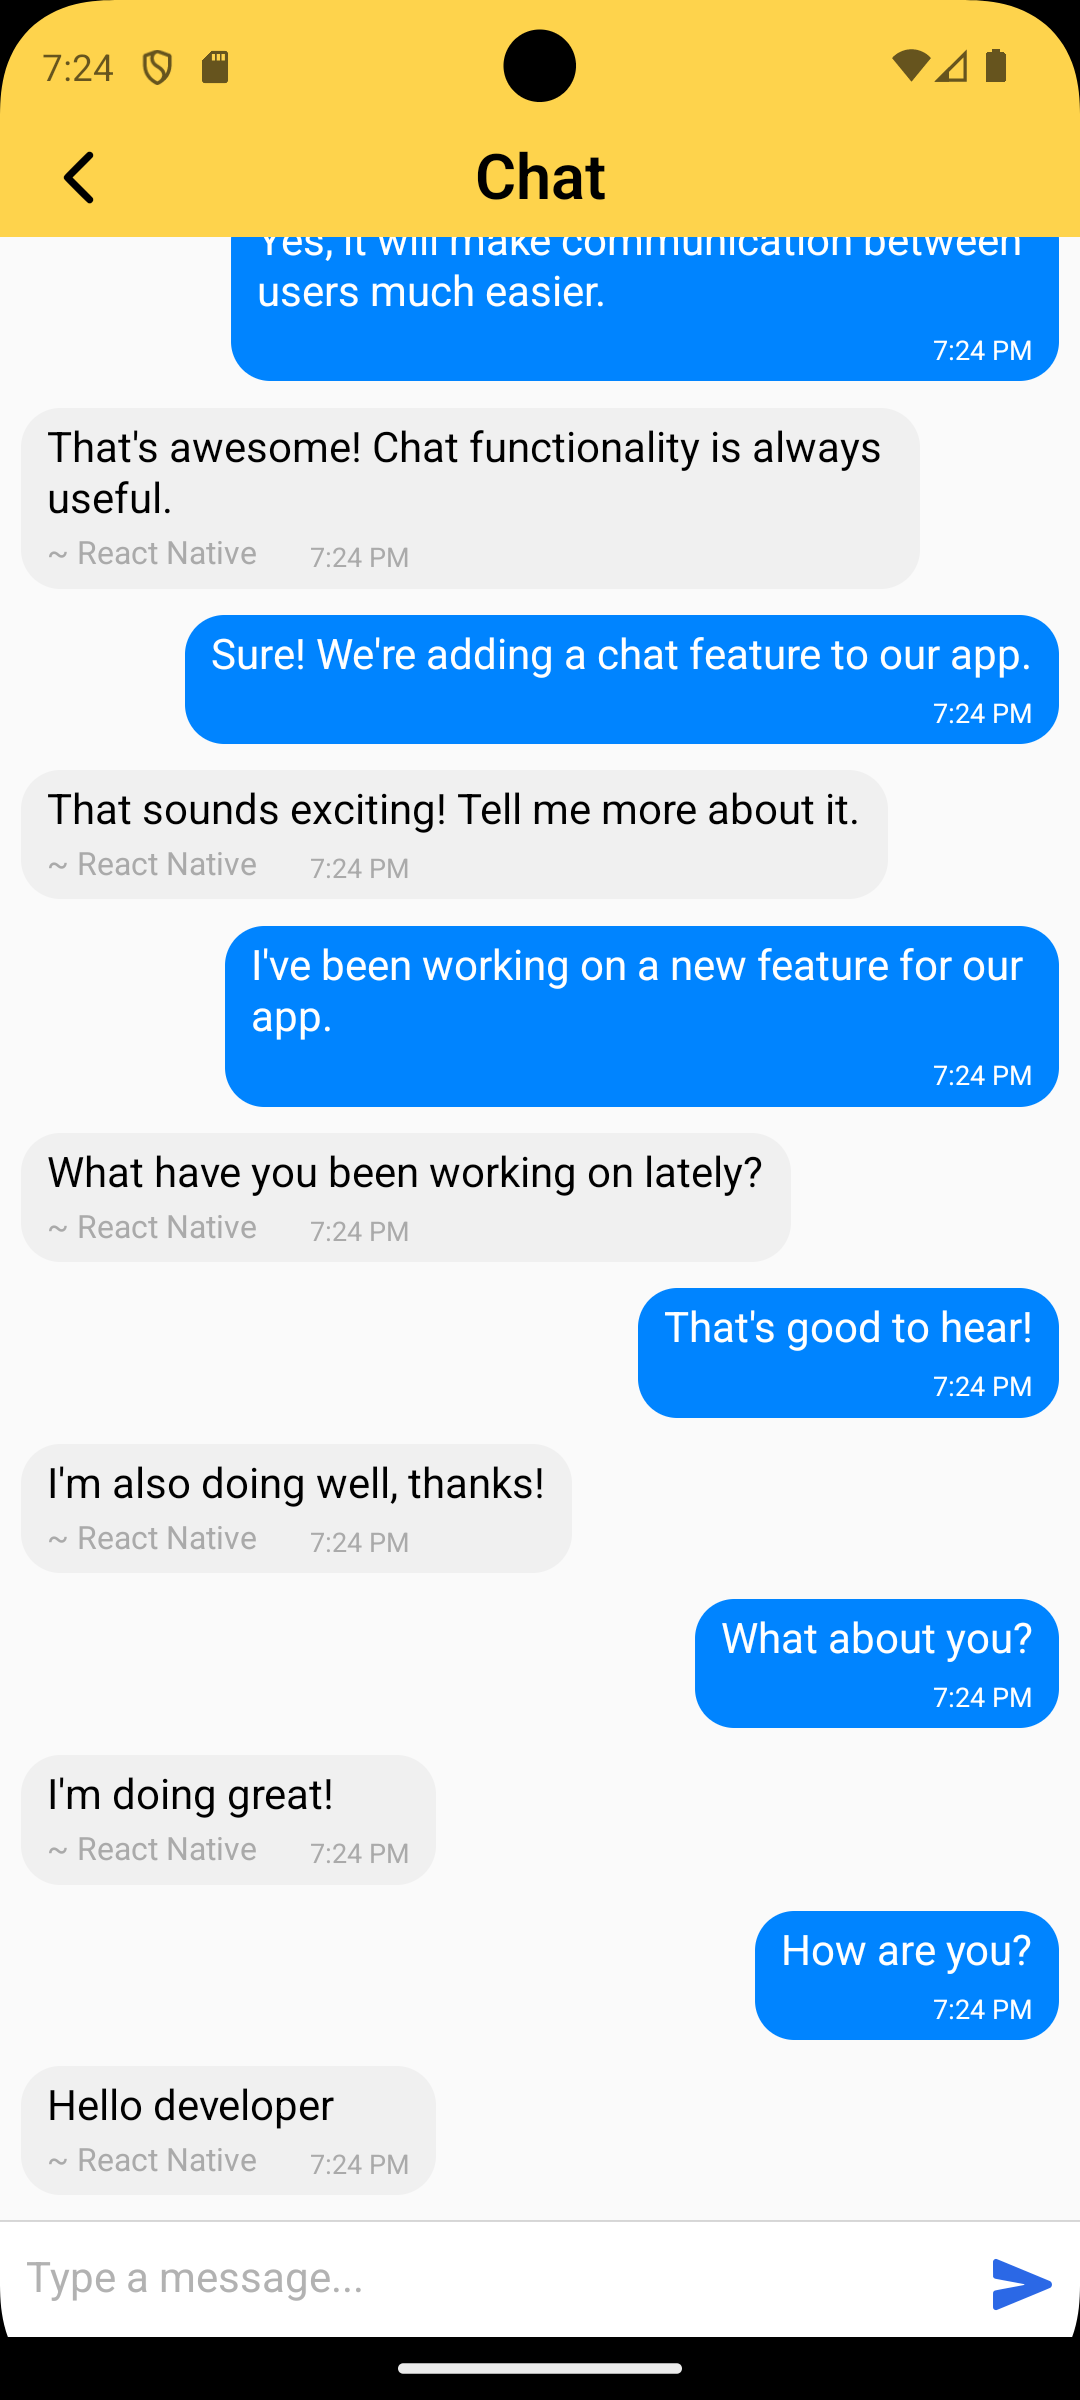 7:24
Chat
Yes, it will make communication between
users much easier.
7:24 PM
That's awesome! Chat functionality is always
useful.
~ React Native 7:24 PM
Sure! We're adding a chat feature to our app.
7:24 PM
That sounds exciting! Tell me more about it.
~ React Native 7:24 PM
I've been working on a new feature for our
app.
7:24 PM
What have you been working on lately?
~ React Native 7:24 PM
That's good to hear!
7:24 PM
I'm also doing well, thanks!
~ React Native 7:24 PM
What about you?
7:24 PM
I'm doing great!
~ React Native 7:24 PM
How are you?
7:24 PM
Hello developer
~ React Native 7:24 PM
Type a message...